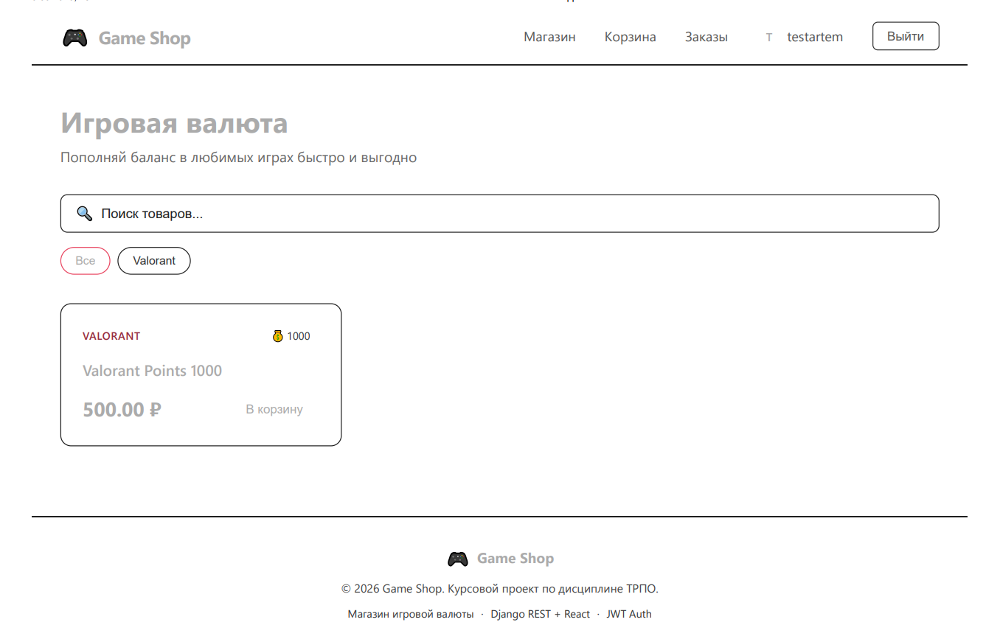 Game Shop
Магазин Корзина Заказы T testartem Выйти
Игровая валюта
Пополняй баланс в любимых играх быстро и выгодно
Поиск товаров...
Все Valorant
VALORANT 1000
Valorant Points 1000
500.00 ₽ В корзину
Game Shop
© 2026 Game Shop. Курсовой проект по дисциплине ТРПО.
Магазин игровой валюты · Django REST + React · JWT Auth